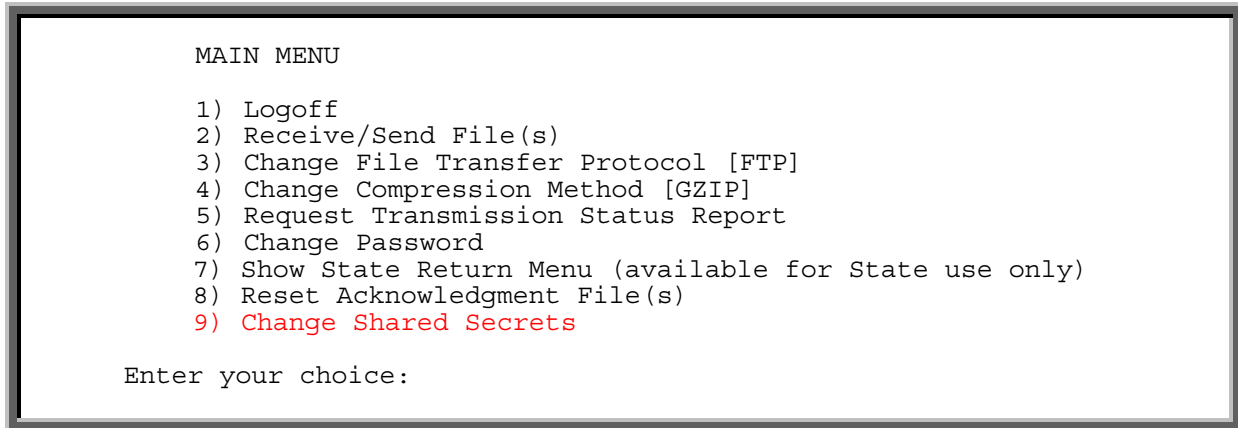 MAIN MENU
1) Logoff
2) Receive/Send File(s)
3) Change File Transfer Protocol [FTP]
4) Change Compression Method [GZIP]
5) Request Transmission Status Report
6) Change Password
7) Show State Return Menu (available for State use only)
8) Reset Acknowledgment File(s)
9) Change Shared Secrets
Enter your choice: